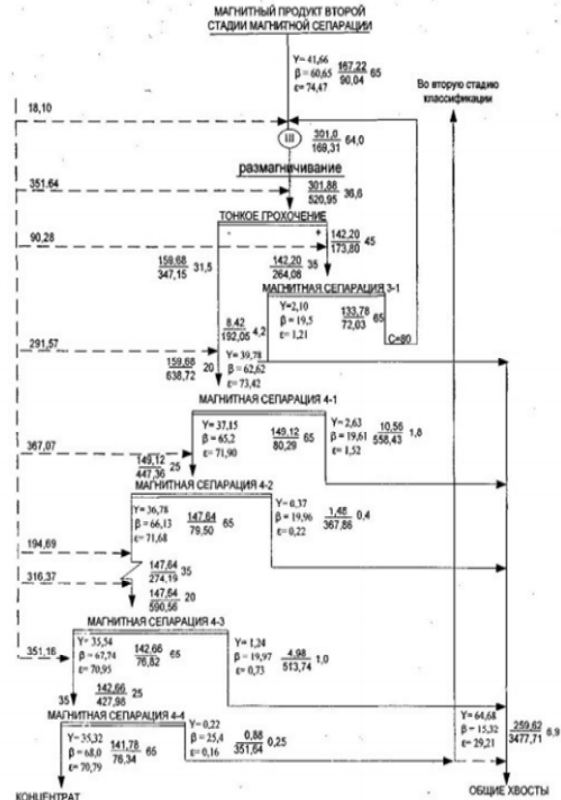 МАГНИТНЫЙ ПРОДУКТ ВТОРОЙ
СТАДИИ МАГНИТНОЙ СЕПАРАЦИИ
γ= 41,66
β = 60,65
ε= 74,47
167,22
90,04
65
Во вторую стадию
классификации
18,10
III
301,0
169,31
64,0
размагничивание
351,64
301,88
520,95
36,6
ТОНКОЕ ГРОХОЧЕНИЕ
- +
90,28
142,20
173,80
45
159,68
347,15
31,5
142,20
264,08
35
МАГНИТНАЯ СЕПАРАЦИЯ 3-1
γ=2,10
β = 19,5
ε= 1,21
133,78
72,03
65
С=80
8,42
192,05
4,2
291,57
159,68
638,72
20
γ= 39,78
β = 62,62
ε= 73,42
МАГНИТНАЯ СЕПАРАЦИЯ 4-1
γ= 37,15
β = 65,2
ε= 71,90
149,12
80,29
65
γ= 2,63
β = 19,61
ε= 1,52
10,56
558,43
1,8
367,07
149,12
447,36
25
МАГНИТНАЯ СЕПАРАЦИЯ 4-2
γ= 36,78
β = 66,13
ε= 71,68
147,64
79,50
65
γ= 0,37
β = 19,96
ε= 0,22
1,48
367,86
0,4
194,69
147,64
274,19
35
316,37
147,64
590,56
20
МАГНИТНАЯ СЕПАРАЦИЯ 4-3
γ= 35,54
β = 67,74
ε= 70,95
142,66
76,82
65
γ= 1,24
β = 19,97
ε= 0,73
4,98
513,74
1,0
351,16
35
142,66
427,98
25
МАГНИТНАЯ СЕПАРАЦИЯ 4-4
γ= 35,32
β = 68,0
ε= 70,79
141,78
76,34
65
γ= 0,22
β = 25,4
ε= 0,16
0,88
351,64
0,25
γ= 64,68
β = 15,32
ε= 29,21
259,62
3477,71
6,9
КОНЦЕНТРАТ
ОБЩИЕ ХВОСТЫ